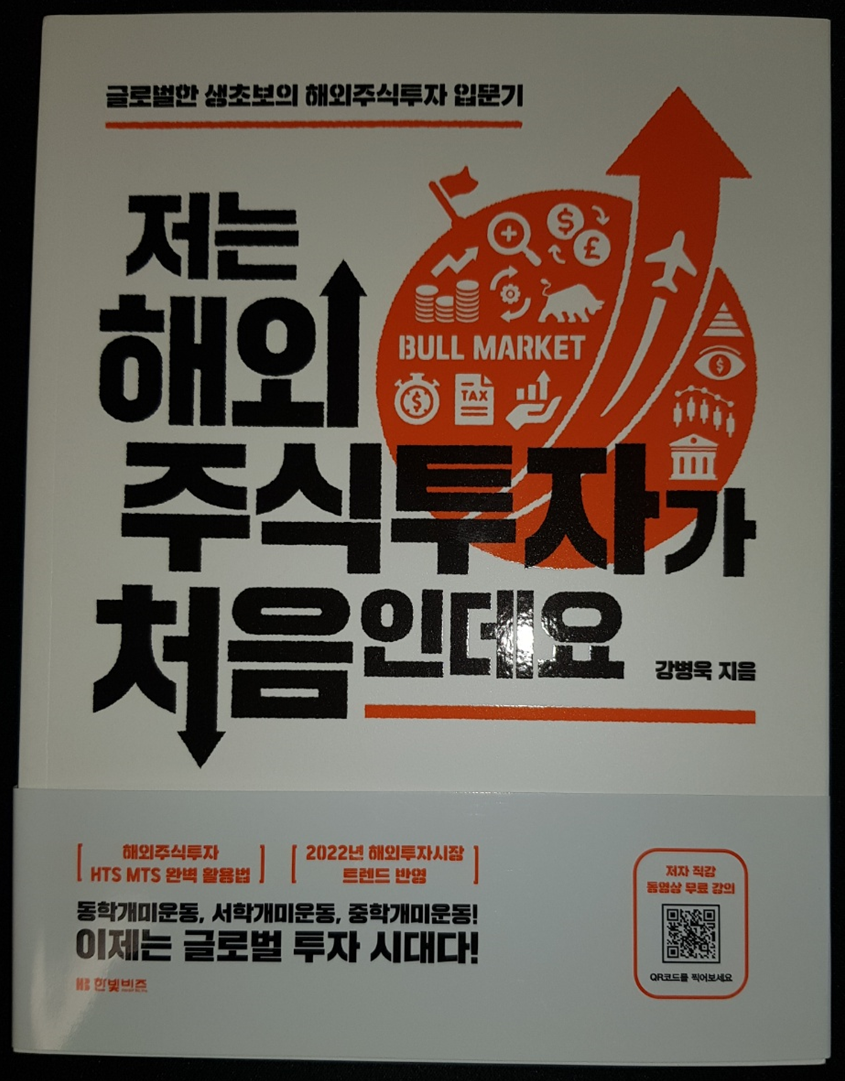 글로벌한 생초보의 해외주식투자 입문기
저는
해외
주식투자가
처음인데요
BULL MARKET
TAX
강병욱 지음
해외주식투자
HTS MTS 완벽 활용법
2022년 해외투자시장
트렌드 반영
동학개미운동, 서학개미운동, 중학개미운동!
이제는 글로벌 투자 시대다!
HB 한빛비즈
저자 직강
동영상 무료 강의
QR코드를 찍어보세요